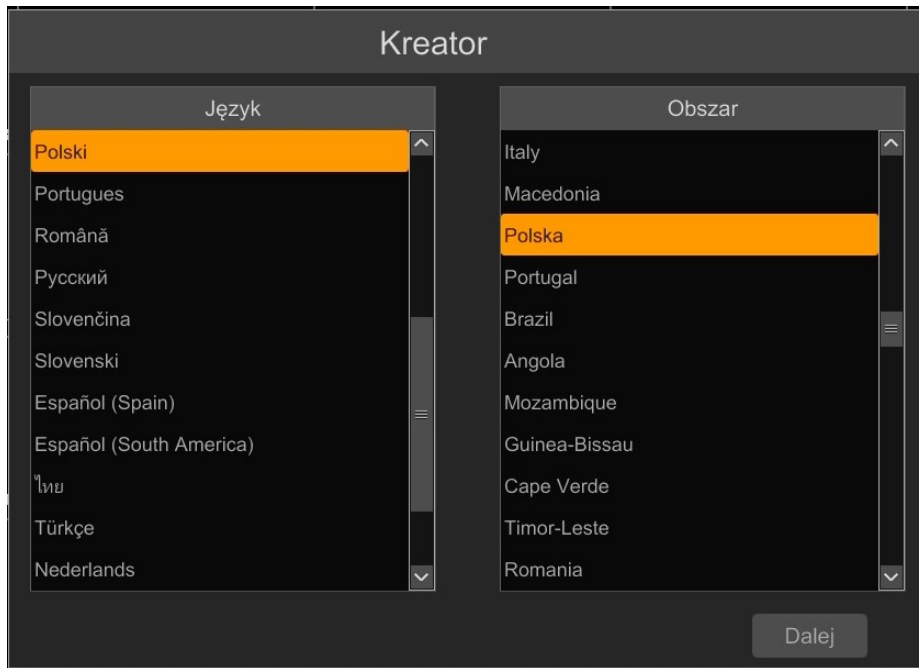 Kreator
Język
Polski
Portugues
Română
Русский
Slovenčina
Slovenski
Español (Spain)
Español (South America)
ไทย
Türkçe
Nederlands
Obszar
Italy
Macedonia
Polska
Portugal
Brazil
Angola
Mozambique
Guinea-Bissau
Cape Verde
Timor-Leste
Romania
Dalej